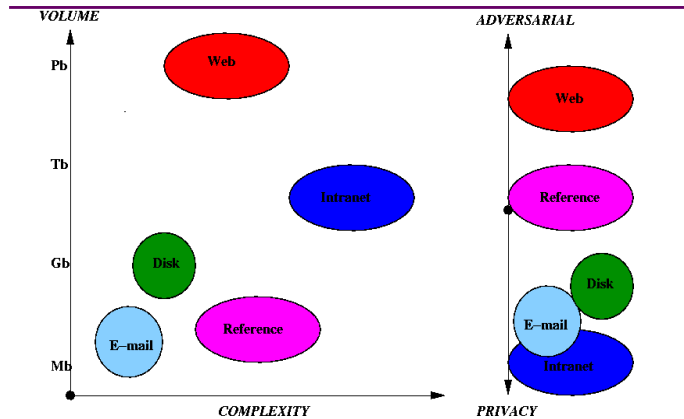 VOLUME
Pb
Web
Tb
Intranet
Gb
Disk
Reference
E-mail
Mb
COMPLEXITY
ADVERSARIAL
Web
Reference
Disk
E-mail
Intranet
PRIVACY